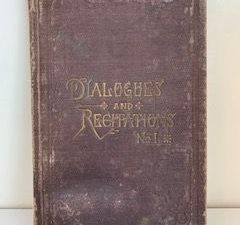 DIALOGUES
AND
RECITATIONS
No. 1.